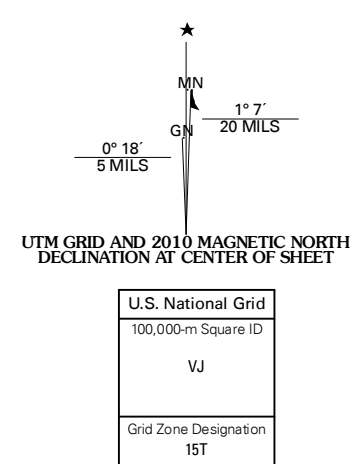 ★
MN
1° 7´
20 MILS
GN
0° 18´
5 MILS
UTM GRID AND 2010 MAGNETIC NORTH
DECLINATION AT CENTER OF SHEET
U.S. National Grid
100,000-m Square ID
VJ
Grid Zone Designation
15T